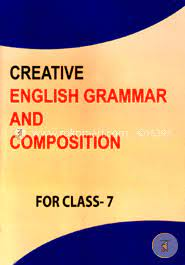 CREATIVE
ENGLISH GRAMMAR
AND
COMPOSITION
FOR CLASS- 7